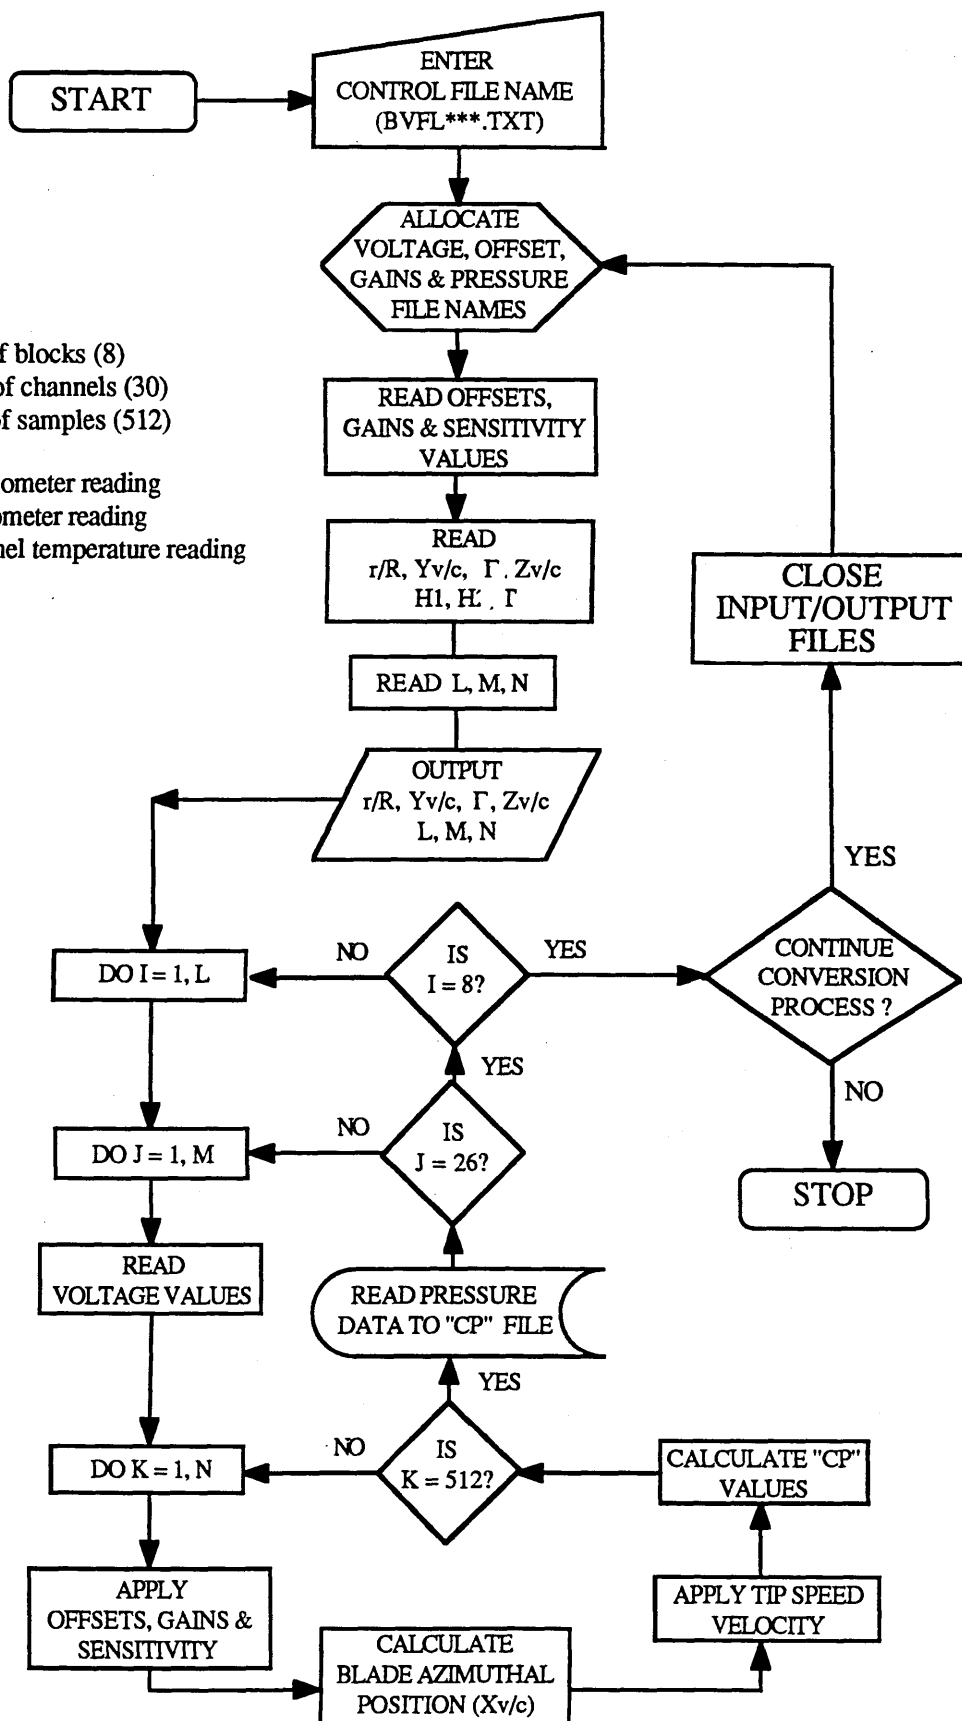 START
ENTER
CONTROL FILE NAME
(BVFL***.TXT)
ALLOCATE
VOLTAGE, OFFSET,
GAINS & PRESSURE
FILE NAMES
blocks (8)
of channels (30)
of samples (512)
ometer reading
ometer reading
temperature reading
READ OFFSETS,
GAINS & SENSITIVITY
VALUES
READ
r/R, Yv/c, Γ, Zv/c
H1,
CLOSE
INPUT/OUTPUT
FILES
READ L, M, N
OUTPUT
r/R, Yv/c, Γ, Zv/c
L, M, N
YES
DO I = 1, L
NO
IS
I = 8?
YES
CONTINUE
CONVERSION
PROCESS ?
YES
NO
DO J = 1, M
NO
IS
J = 26?
STOP
READ
VOLTAGE VALUES
READ PRESSURE
DATA TO "CP" FILE
YES
DO K = 1, N
NO
IS
K = 512?
CALCULATE "CP"
VALUES
APPLY
OFFSETS, GAINS &
SENSITIVITY
APPLY TIP SPEED
VELOCITY
CALCULATE
BLADE AZIMUTHAL
POSITION (Xv/c)